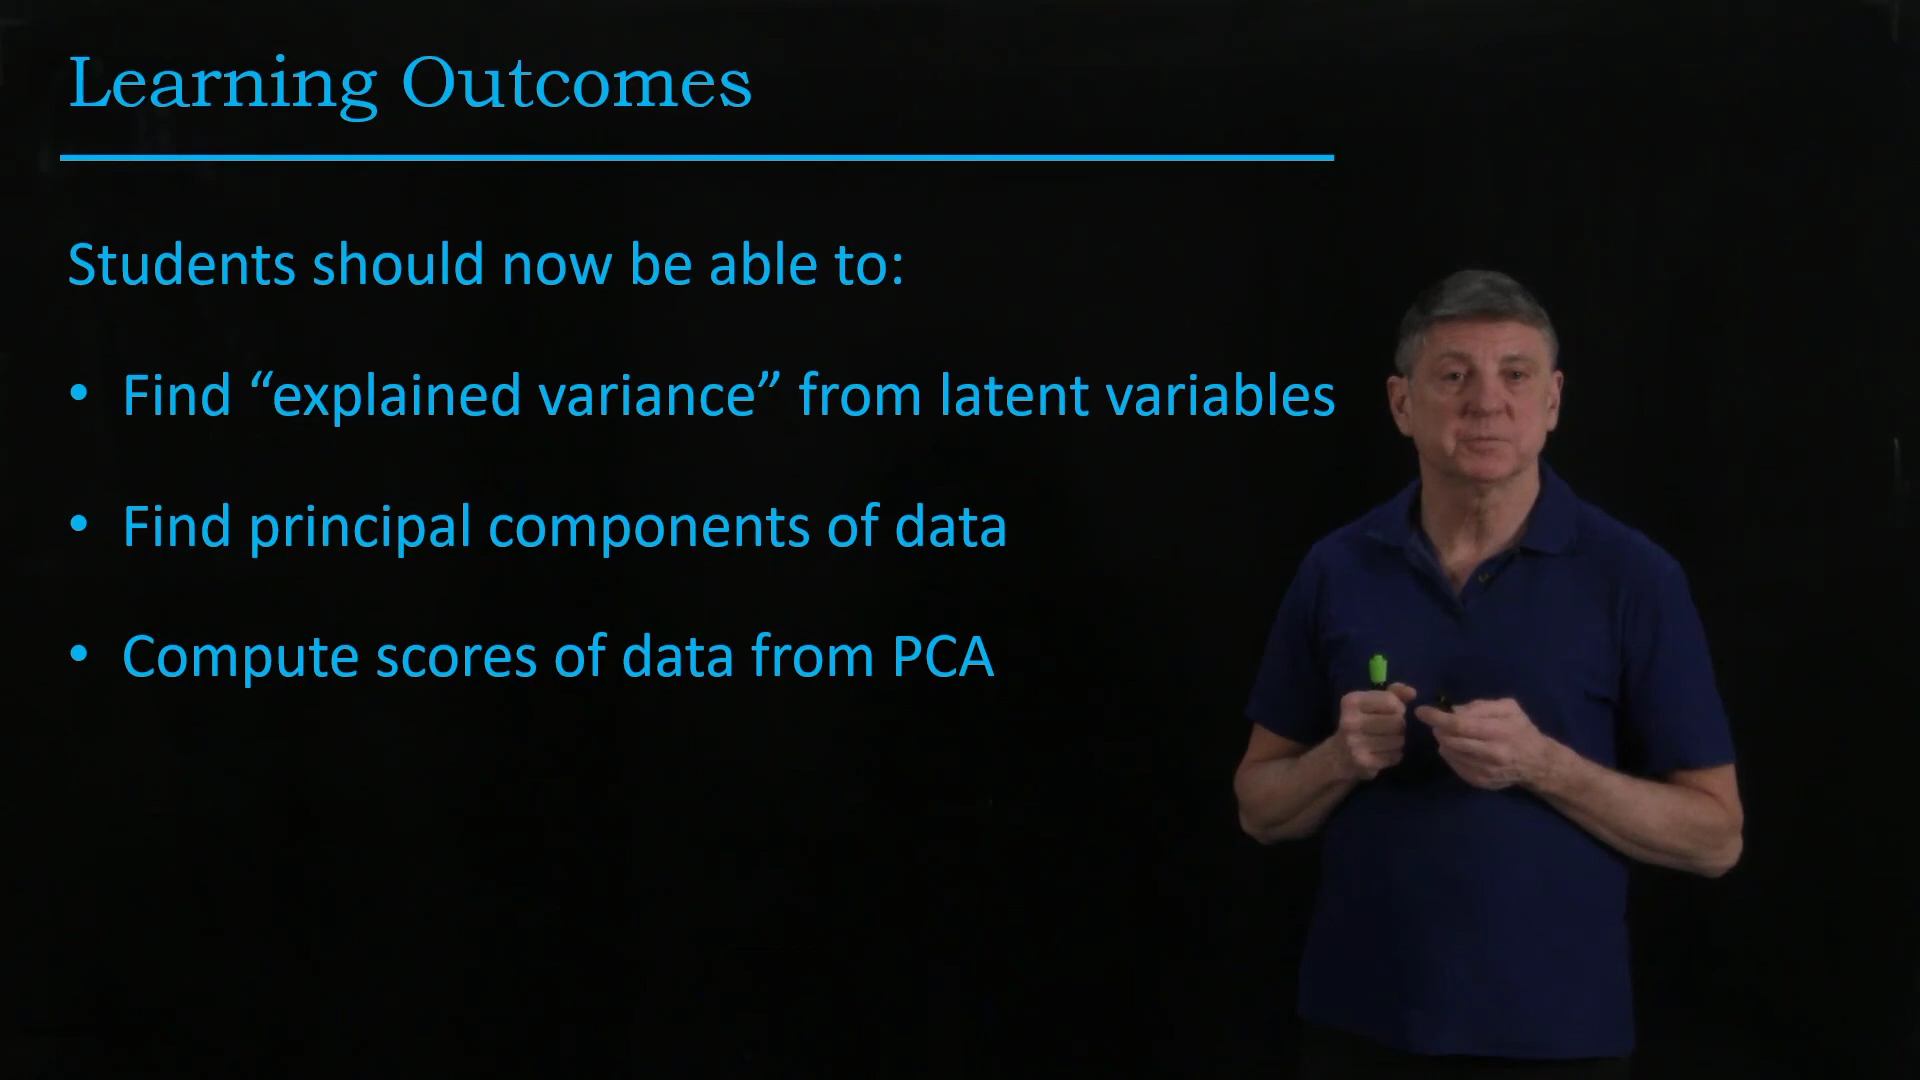 Learning Outcomes
Students should now be able to:
• Find “explained variance” from latent variables
• Find principal components of data
• Compute scores of data from PCA